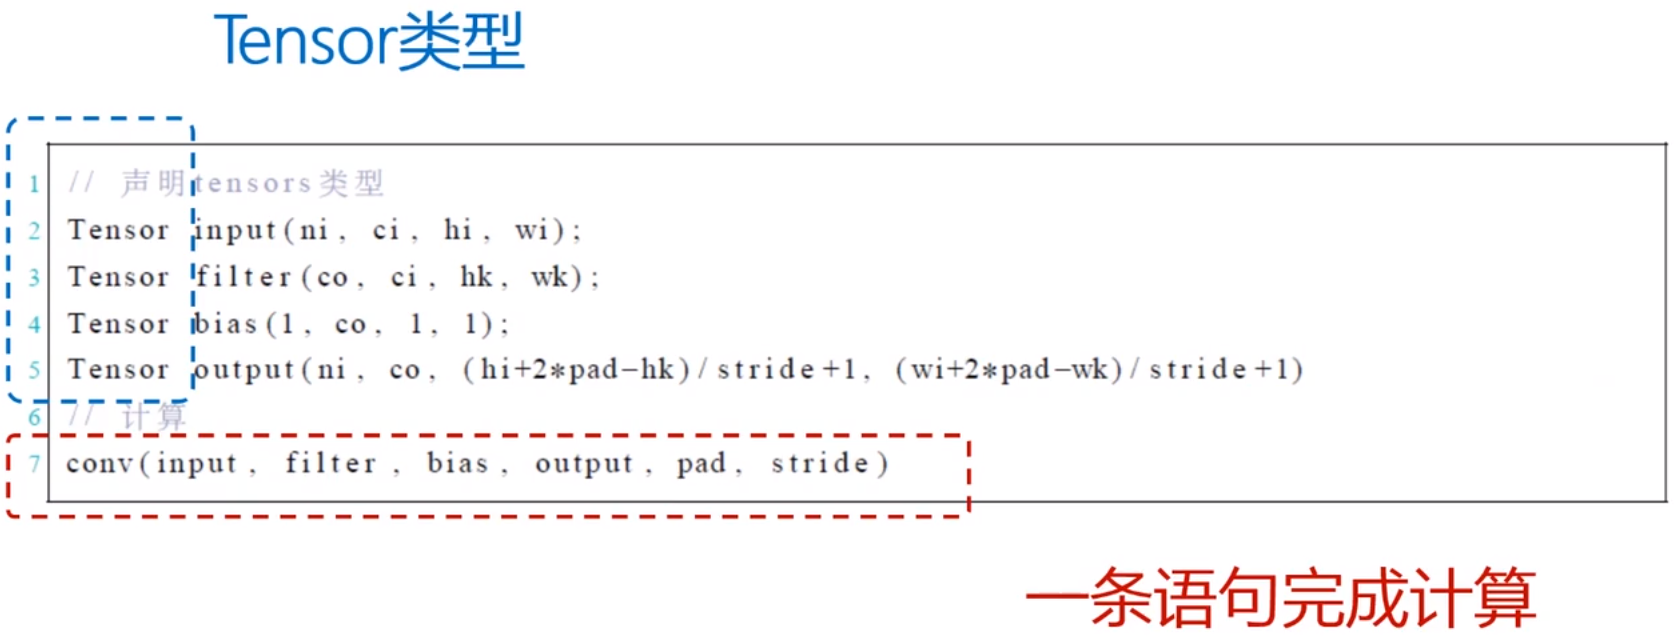 Tensor类型
1 // 声明tensors类型
2 Tensor input(ni, ci, hi, wi);
3 Tensor filter(co, ci, hk, wk);
4 Tensor bias(1, co, 1, 1);
5 Tensor output(ni, co, (hi+2*pad-hk)/stride+1, (wi+2*pad-wk)/stride+1)
6 // 计算
7 conv(input, filter, bias, output, pad, stride)
一条语句完成计算